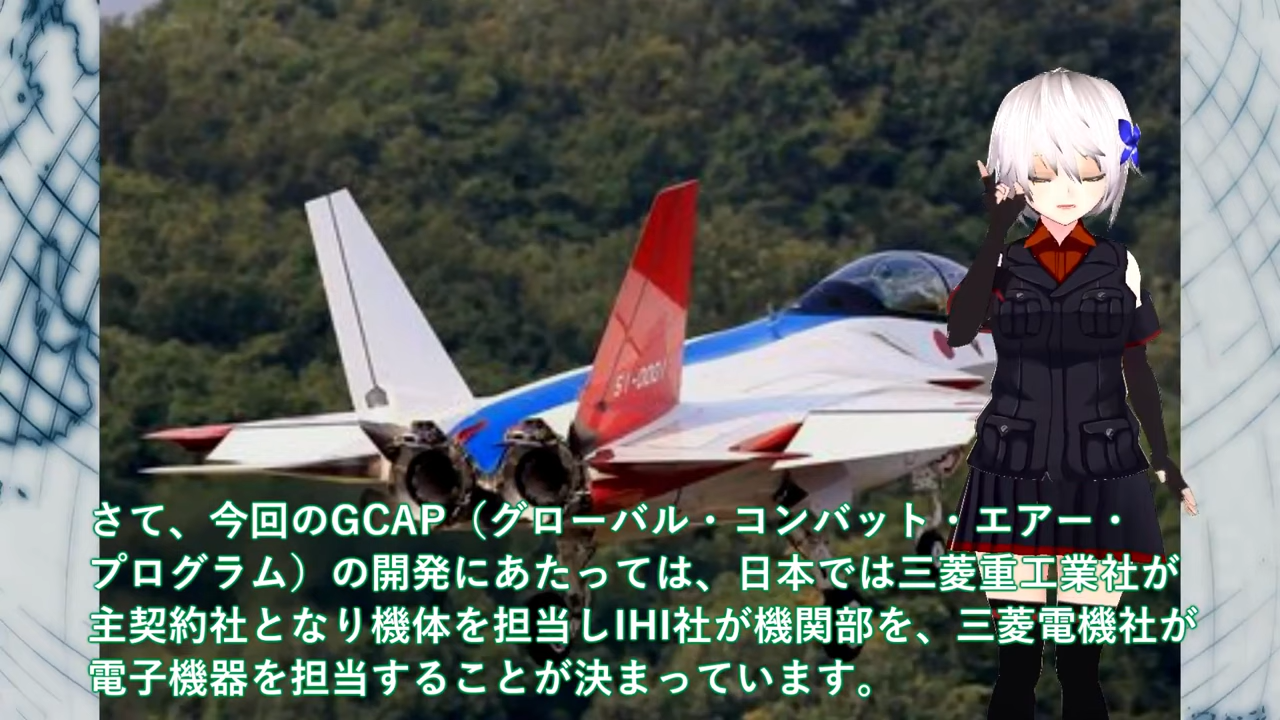 51-0001
さて、今回のGCAP（グローバル・コンバット・エアー・
プログラム）の開発にあたっては、日本では三菱重工業社が
主契約社となり機体を担当しIHI社が機関部を、三菱電機社が
電子機器を担当することが決まっています。